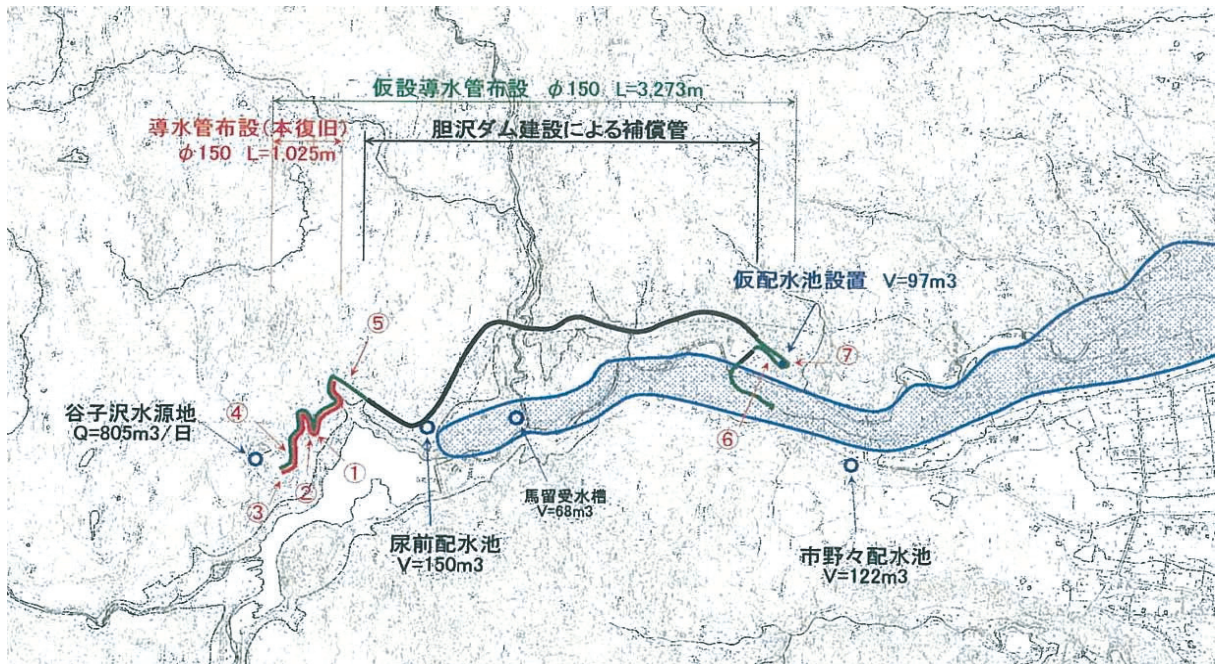 仮設導水管布設 φ150 L=3,273m
導水管布設(本復旧)
φ150 L=1,025m
胆沢ダム建設による補償管
仮配水池設置 V=97m3
⑤
⑦
谷子沢水源地
Q=805m3/日
④
⑥
①
②
③
馬留受水槽
V=68m3
尿前配水池
V=150m3
市野々配水池
V=122m3